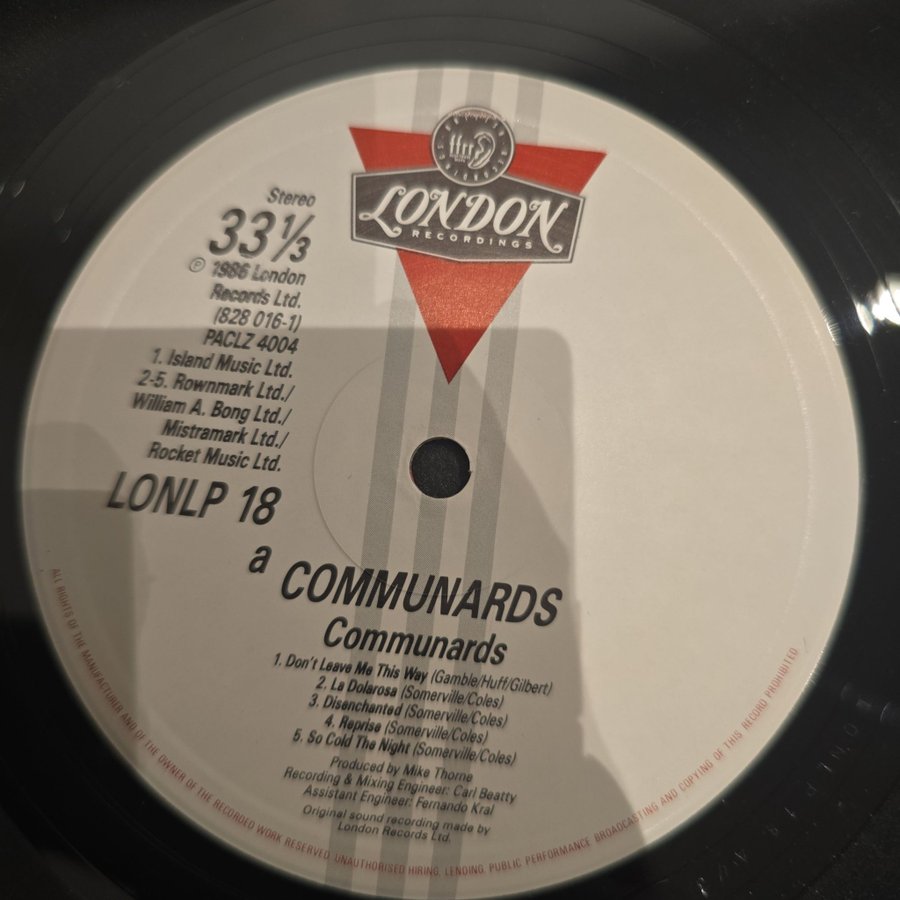 LONDON
RECORDINGS
Stereo
33⅓
℗ 1986 London
Records Ltd.
(828 016-1)
PACLZ 4004
1. Island Music Ltd.
2-5. Rownmark Ltd./
William A. Bong Ltd./
Mistramark Ltd./
Rocket Music Ltd.
LONLP 18
a
COMMUNARDS
Communards
1. Don't Leave Me This Way (Gamble/Huff/Gilbert)
2. La Dolarosa (Somerville/Coles)
3. Disenchanted (Somerville/Coles)
4. Reprise (Somerville/Coles)
5. So Cold The Night (Somerville/Coles)
Produced by Mike Thorne
Recording & Mixing Engineer: Carl Beatty
Assistant Engineer: Fernando Kral
Original sound recording made by
London Records Ltd.
ALL RIGHTS OF THE MANUFACTURER AND OF THE OWNER OF THE RECORDED WORK RESERVED. UNAUTHORISED HIRING, LENDING, PUBLIC PERFORMANCE BROADCASTING AND COPYING OF THIS RECORD PROHIBITED